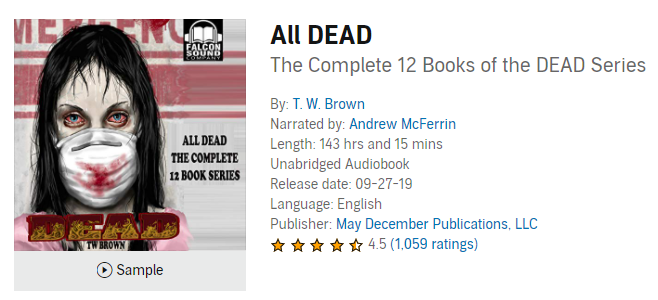 MERGENC
FALCON
SOUND
COMPANY
ALL DEAD
THE COMPLETE
12 BOOK SERIES
DEAD
TW BROWN
Sample
All DEAD
The Complete 12 Books of the DEAD Series
By: T. W. Brown
Narrated by: Andrew McFerrin
Length: 143 hrs and 15 mins
Unabridged Audiobook
Release date: 09-27-19
Language: English
Publisher: May December Publications, LLC
4.5 (1,059 ratings)